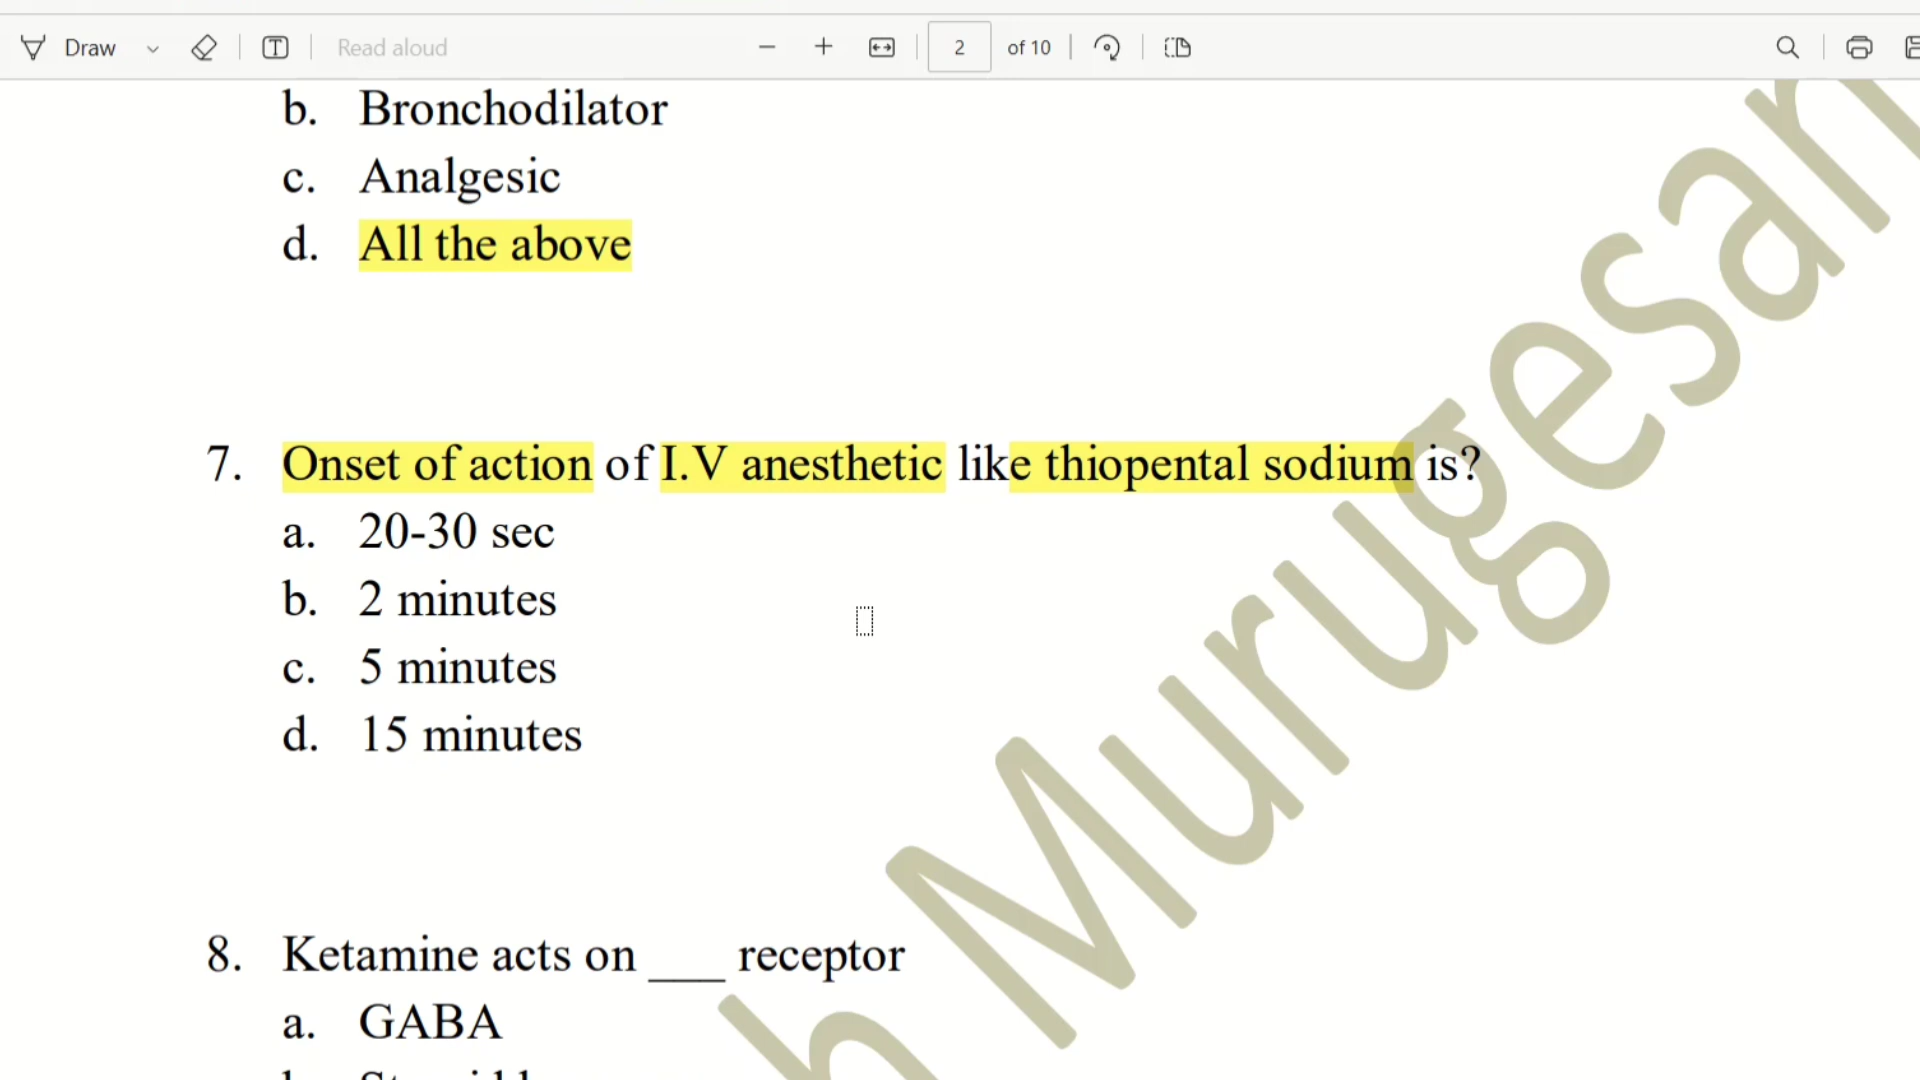 Draw Read aloud 2 of 10
b. Bronchodilator
c. Analgesic
d. All the above
7. Onset of action of I.V anesthetic like thiopental sodium is?
a. 20-30 sec
b. 2 minutes
c. 5 minutes
d. 15 minutes
8. Ketamine acts on ___ receptor
a. GABA
h Murugesan